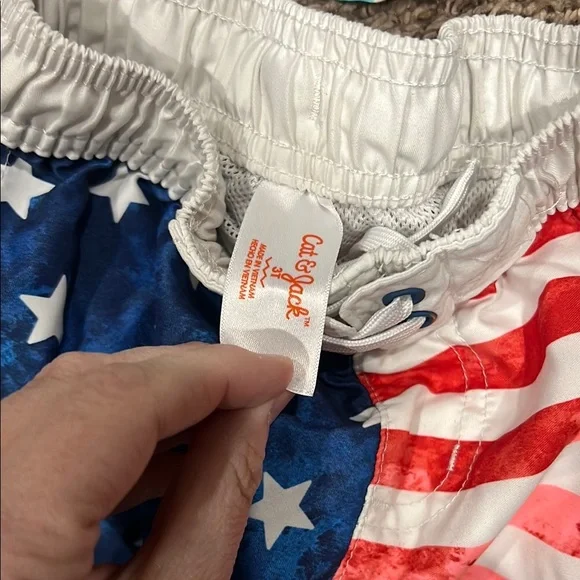 Cat & Jack™
3T
MADE IN VIETNAM
HECHO EN VIETNAM